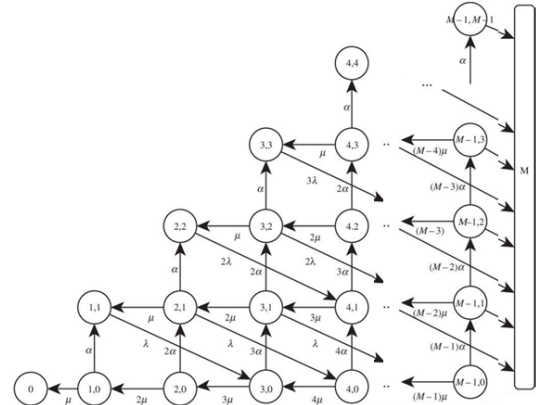 M−1, M−1
α
4,4
...
α
3,3 μ 4,3 .. (M−4)μ M−1,3
M
α 3λ 2α (M−3)α
2,2 μ 3,2 2μ 4,2 .. (M−3) M−1,2
α 2λ 2α 2λ 3α (M−2)α
1,1 μ 2,1 2μ 3,1 3μ 4,1 .. (M−2)μ M−1,1
α λ 2α λ 3α λ 4α (M−1)α
0 μ 1,0 2μ 2,0 3μ 3,0 4μ 4,0 .. (M−1)μ M−1,0